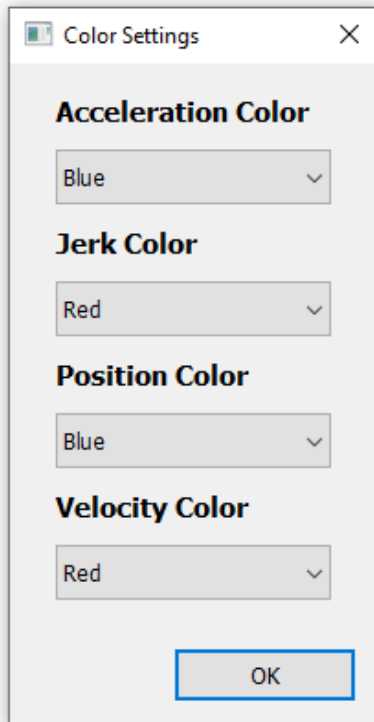 Color Settings
Acceleration Color
Blue
Jerk Color
Red
Position Color
Blue
Velocity Color
Red
OK